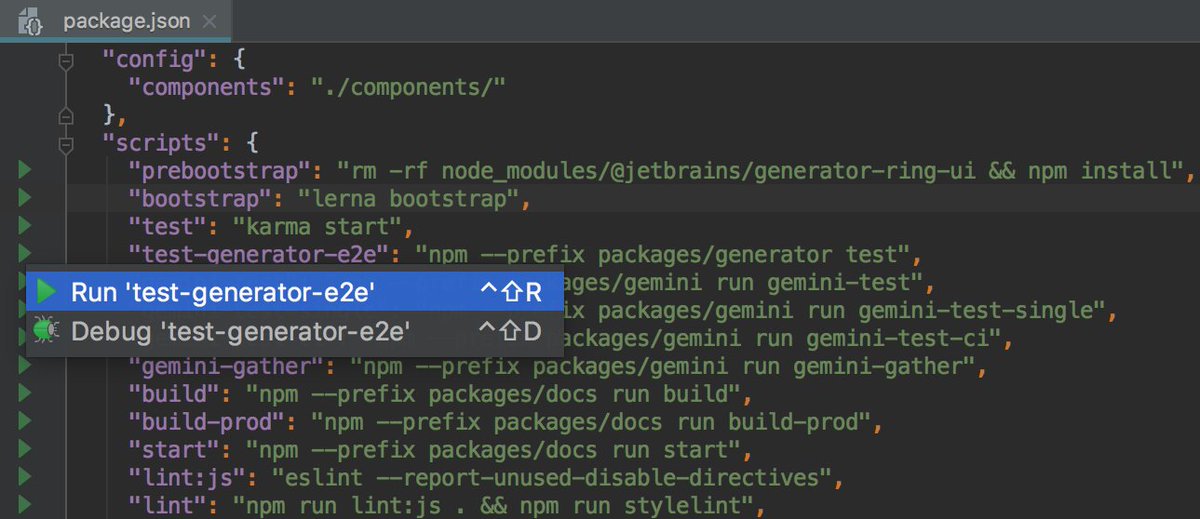 package.json
"config": {
"components": "./components/"
},
"scripts": {
"prebootstrap": "rm -rf node_modules/@jetbrains/generator-ring-ui && npm install",
"bootstrap": "lerna bootstrap",
"test": "karma start",
"test-generator-e2e": "npm --prefix packages/generator test",
Run 'test-generator-e2e' ^⇧R
ages/gemini run gemini-test",
ages/gemini run gemini-test-single",
Debug 'test-generator-e2e' ^⇧D
ackages/gemini run gemini-test-ci",
"gemini-gather": "npm --prefix packages/gemini run gemini-gather",
"build": "npm --prefix packages/docs run build",
"build-prod": "npm --prefix packages/docs run build-prod",
"start": "npm --prefix packages/docs run start",
"lint:js": "eslint --report-unused-disable-directives",
"lint": "npm run lint:js . && npm run stylelint",